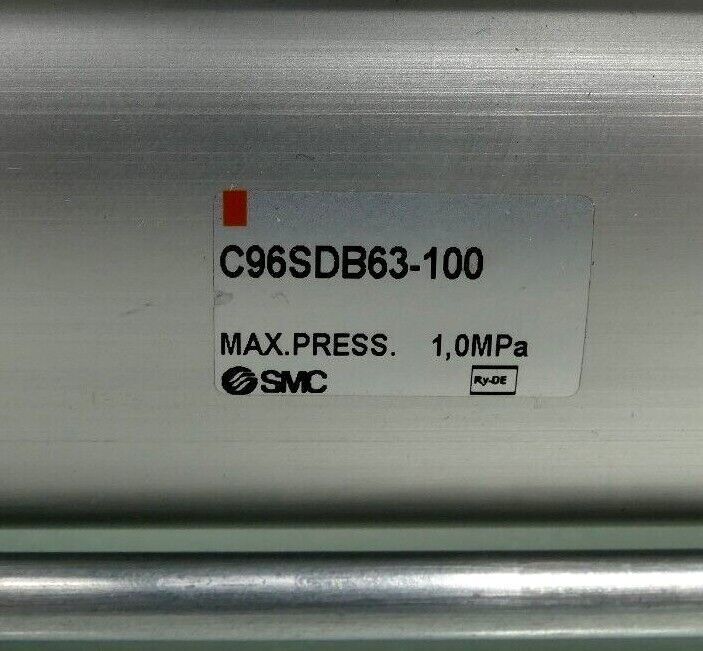 C96SDB63-100
MAX.PRESS. 1,0MPa
SMC Ry-DE